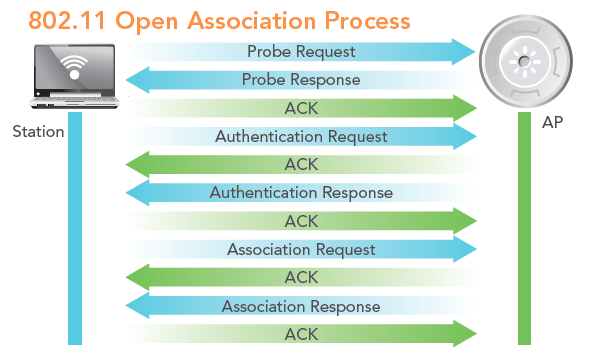 802.11 Open Association Process
Probe Request
Probe Response
ACK
Station
AP
Authentication Request
ACK
Authentication Response
ACK
Association Request
ACK
Association Response
ACK